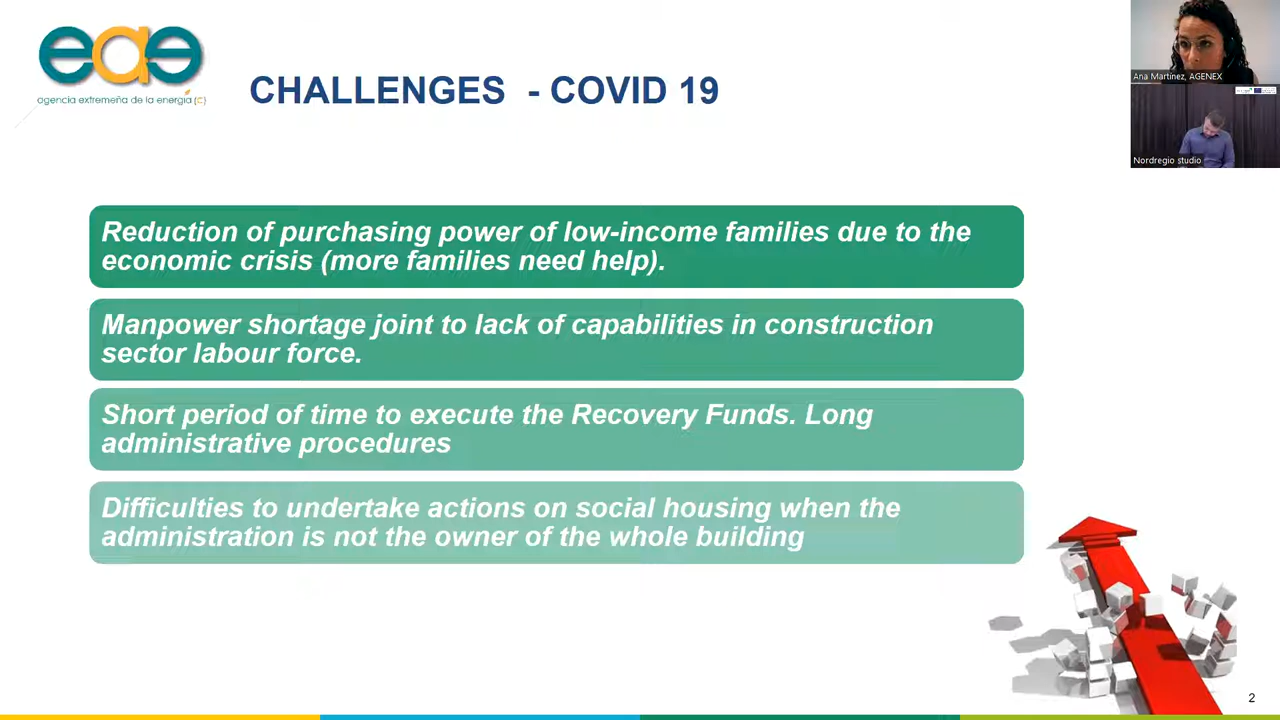 eae
agencia extremeña de la energía (c)
CHALLENGES - COVID 19
Ana Martínez, AGENEX
Nordregio studio
Reduction of purchasing power of low-income families due to the
economic crisis (more families need help).
Manpower shortage joint to lack of capabilities in construction
sector labour force.
Short period of time to execute the Recovery Funds. Long
administrative procedures
Difficulties to undertake actions on social housing when the
administration is not the owner of the whole building
2